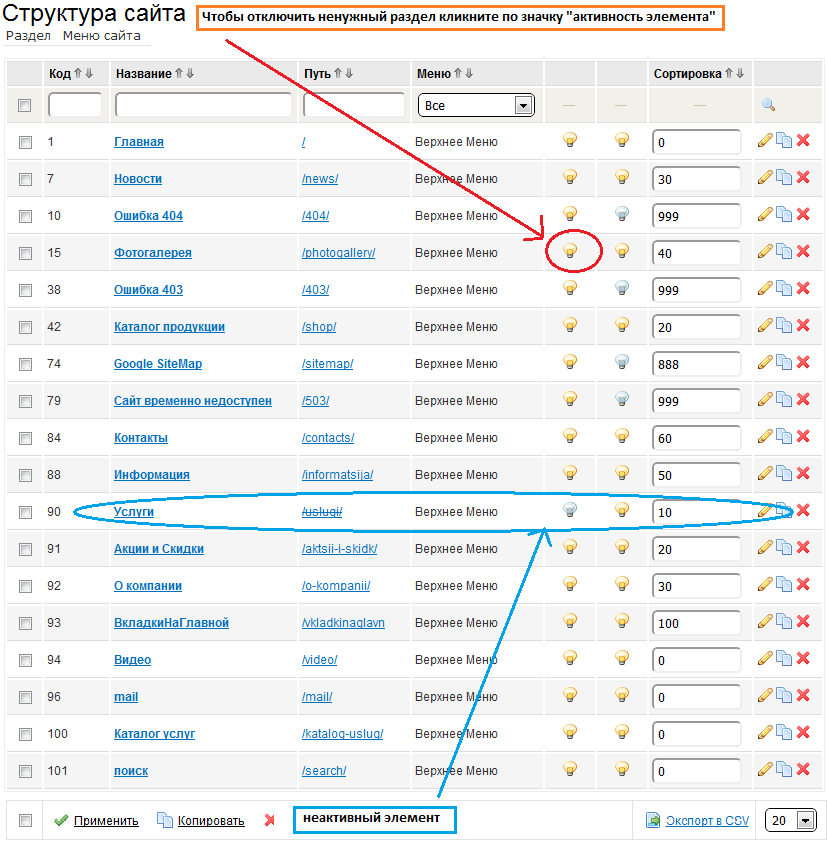 Структура сайта
Чтобы отключить ненужный раздел кликните по значку "активность элемента"
Раздел Меню сайта
Код Название Путь Меню Сортировка
Все
1 Главная / Верхнее Меню 0
7 Новости /news/ Верхнее Меню 30
10 Ошибка 404 /404/ Верхнее Меню 999
15 Фотогалерея /photogallery/ Верхнее Меню 40
38 Ошибка 403 /403/ Верхнее Меню 999
42 Каталог продукции /shop/ Верхнее Меню 20
74 Google SiteMap /sitemap/ Верхнее Меню 888
79 Сайт временно недоступен /503/ Верхнее Меню 999
84 Контакты /contacts/ Верхнее Меню 60
88 Информация /informatsija/ Верхнее Меню 50
90 Услуги /uslugi/ Верхнее Меню 10
91 Акции и Скидки /aktsii-i-skidk/ Верхнее Меню 20
92 О компании /o-kompanii/ Верхнее Меню 30
93 ВкладкиНаГлавной /vkladkinaglavn Верхнее Меню 100
94 Видео /video/ Верхнее Меню 0
96 mail /mail/ Верхнее Меню 0
100 Каталог услуг /katalog-uslug/ Верхнее Меню 0
101 поиск /search/ Верхнее Меню 0
Применить Копировать неактивный элемент Экспорт в CSV 20